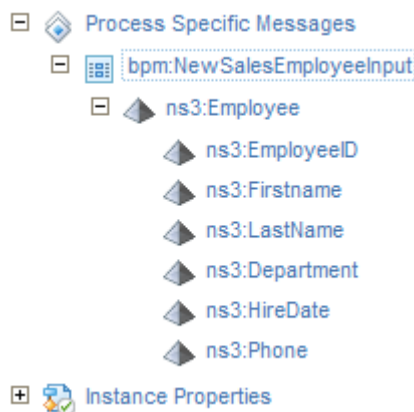 Process Specific Messages
bpm:NewSalesEmployeeInput
ns3:Employee
ns3:EmployeeID
ns3:Firstname
ns3:LastName
ns3:Department
ns3:HireDate
ns3:Phone
Instance Properties